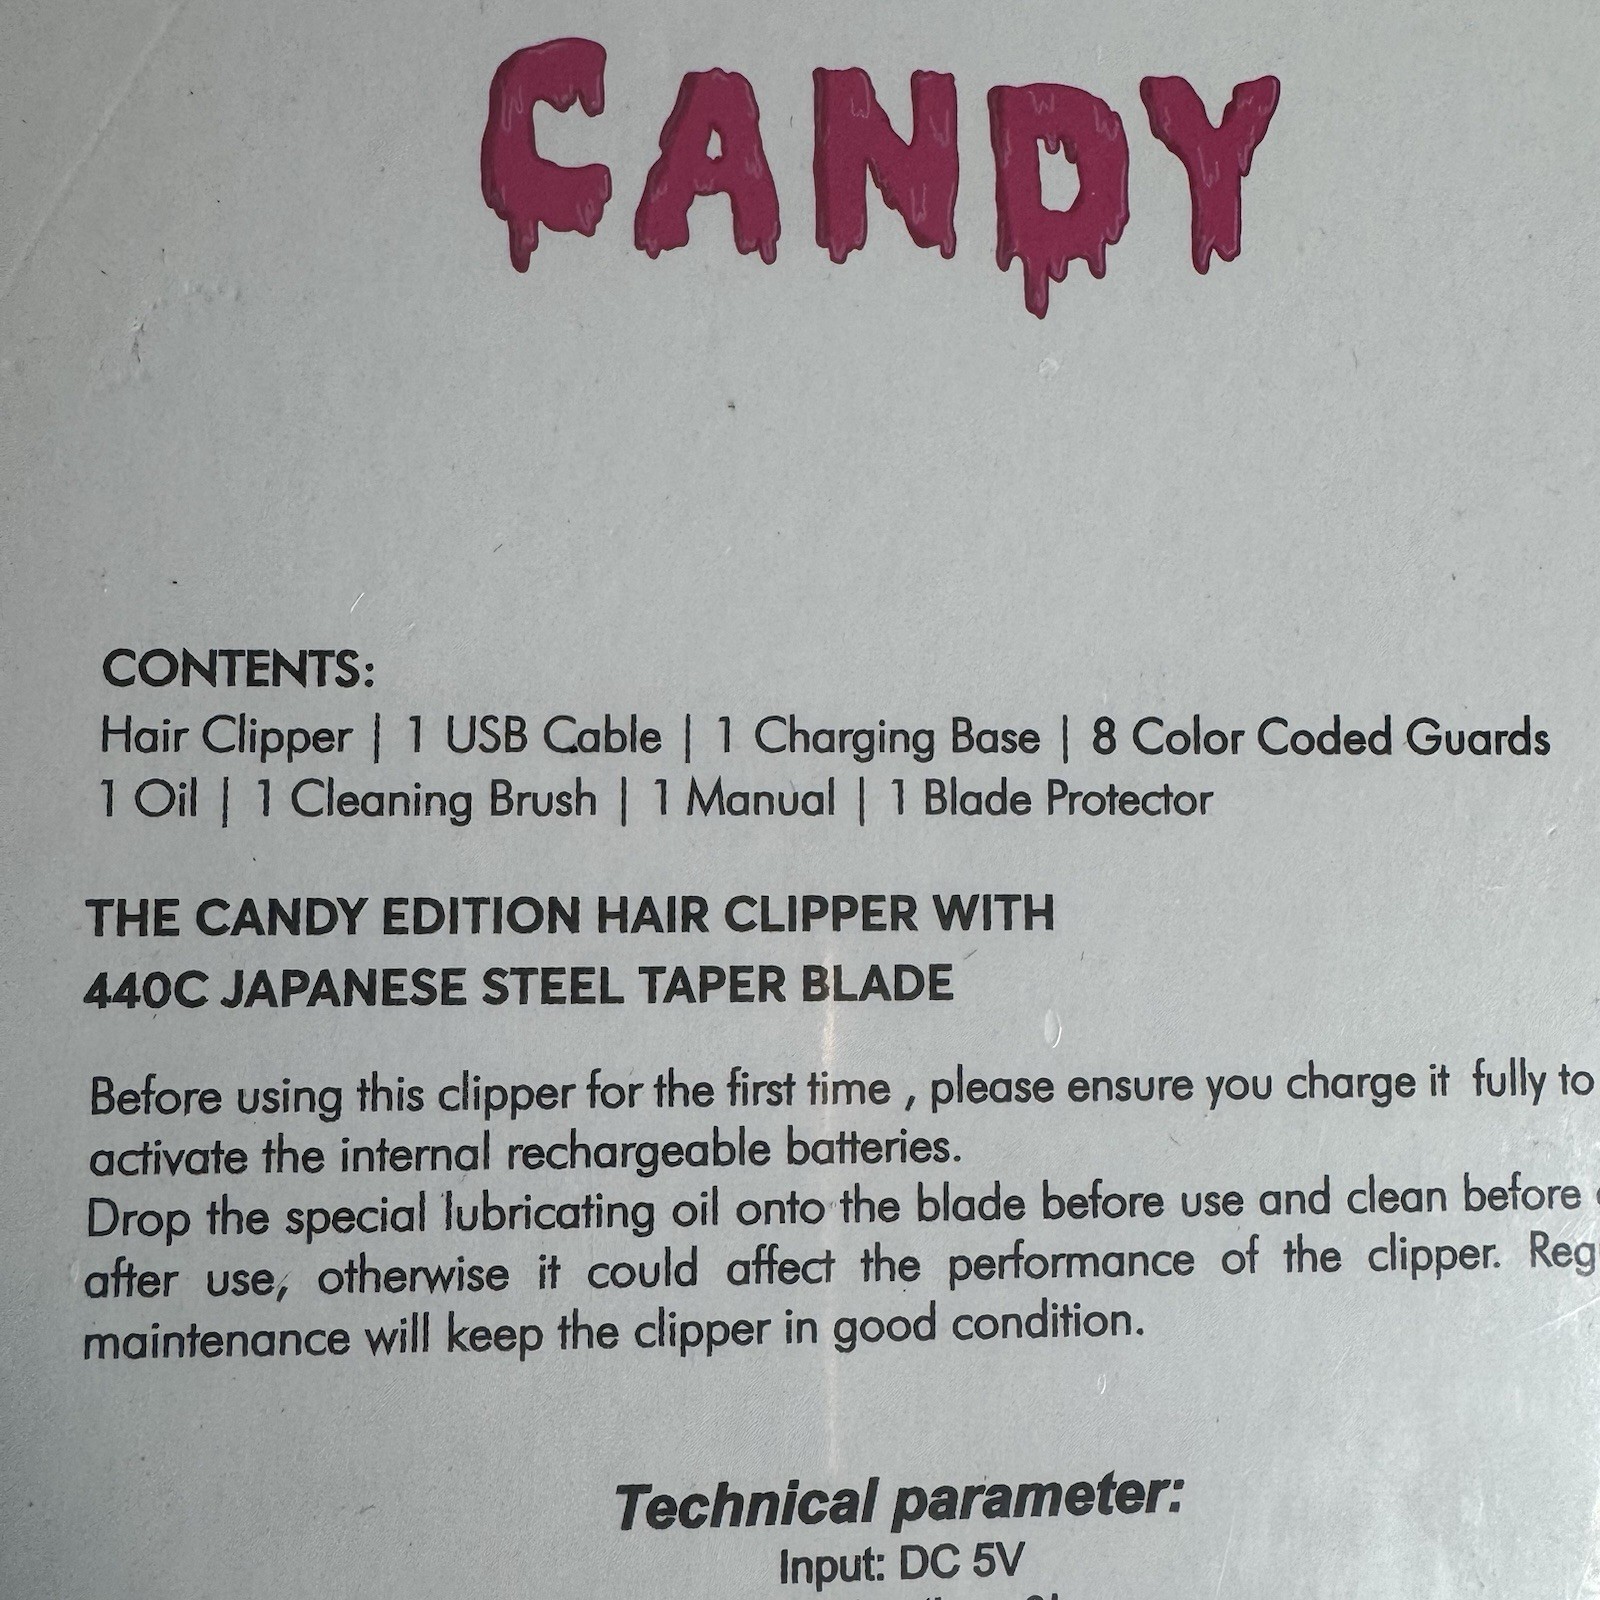 CANDY
CONTENTS:
Hair Clipper | 1 USB Cable | 1 Charging Base | 8 Color Coded Guards
1 Oil | 1 Cleaning Brush | 1 Manual | 1 Blade Protector
THE CANDY EDITION HAIR CLIPPER WITH
440C JAPANESE STEEL TAPER BLADE
Before using this clipper for the first time , please ensure you charge it fully to
activate the internal rechargeable batteries.
Drop the special lubricating oil onto the blade before use and clean before
after use, otherwise it could affect the performance of the clipper. Reg
maintenance will keep the clipper in good condition.
Technical parameter:
Input: DC 5V